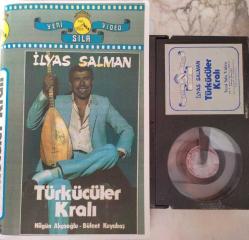 YENİ
VİDEO
SILA
İLYAS SALMAN
Türkücüler
Kralı
Nilgün Akçaoğlu - Bülent Kayabaş
İLYAS SALMAN
Türkücüler
Kralı